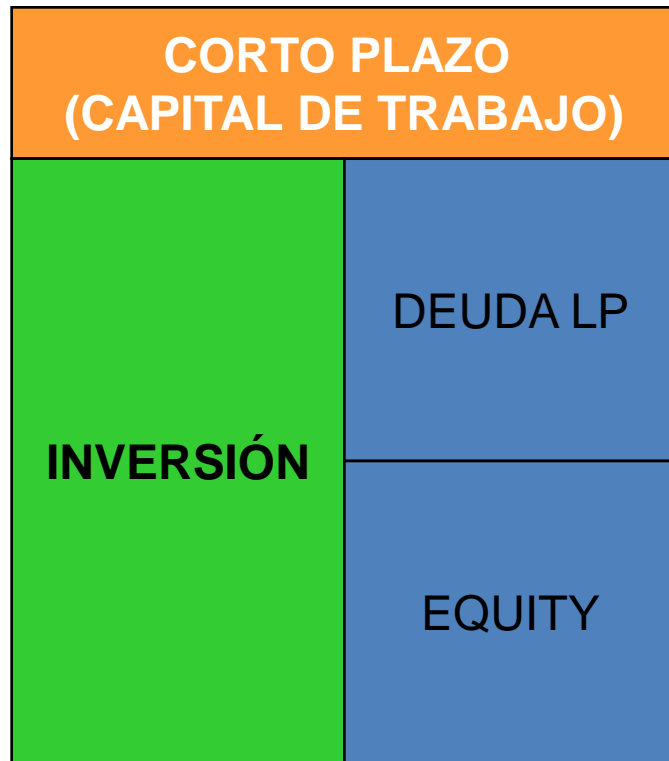 CORTO PLAZO
(CAPITAL DE TRABAJO)
DEUDA LP
INVERSIÓN
EQUITY